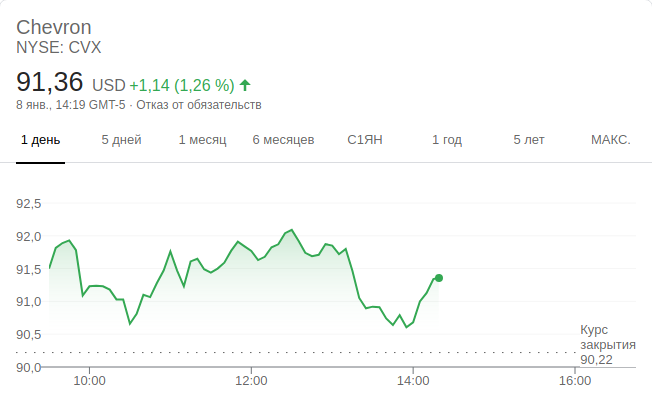 Chevron
NYSE: CVX
91,36 USD +1,14 (1,26 %)
8 янв., 14:19 GMT-5 · Отказ от обязательств
1 день 5 дней 1 месяц 6 месяцев С1ЯН 1 год 5 лет МАКС.
92,5
92,0
91,5
91,0
90,5
90,0
Курс
закрытия
90,22
10:00 12:00 14:00 16:00